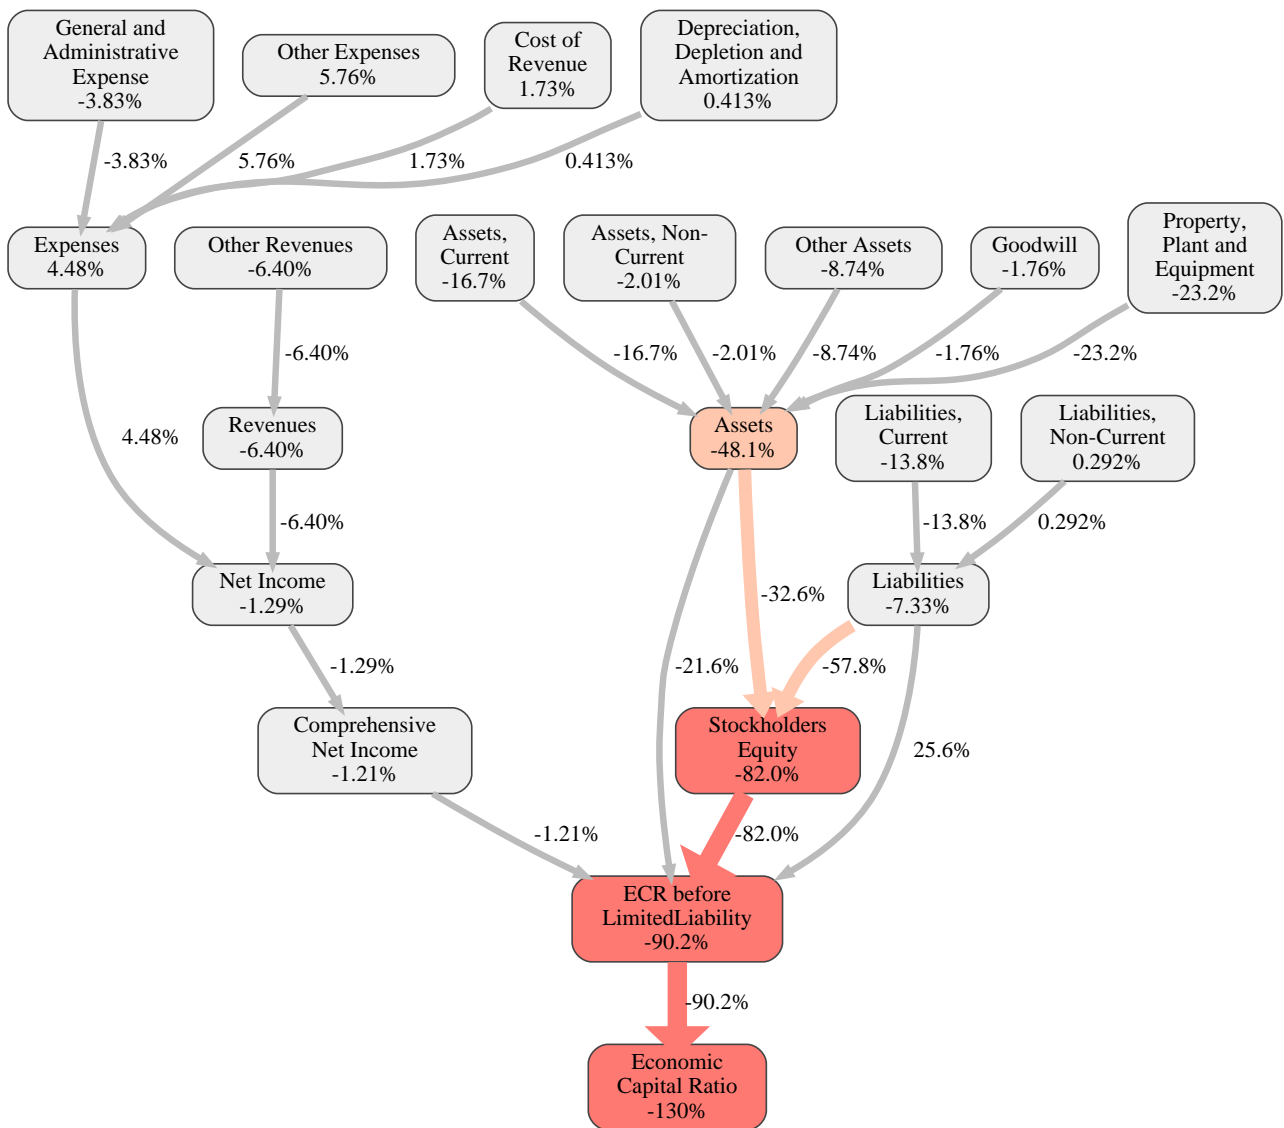 General and
Administrative
Expense
-3.83%
Other Expenses
5.76%
Cost of
Revenue
1.73%
Depreciation,
Depletion and
Amortization
0.413%
-3.83%
5.76%
1.73%
0.413%
Expenses
4.48%
Other Revenues
-6.40%
Assets,
Current
-16.7%
Assets, Non-
Current
-2.01%
Other Assets
-8.74%
Goodwill
-1.76%
Property,
Plant and
Equipment
-23.2%
-6.40%
-16.7%
-2.01%
-8.74%
-1.76%
-23.2%
4.48%
Revenues
-6.40%
Assets
-48.1%
Liabilities,
Current
-13.8%
Liabilities,
Non-Current
0.292%
-6.40%
-13.8%
0.292%
Net Income
-1.29%
-32.6%
Liabilities
-7.33%
-1.29%
-21.6%
-57.8%
Comprehensive
Net Income
-1.21%
Stockholders
Equity
-82.0%
25.6%
-1.21%
-82.0%
ECR before
LimitedLiability
-90.2%
-90.2%
Economic
Capital Ratio
-130%